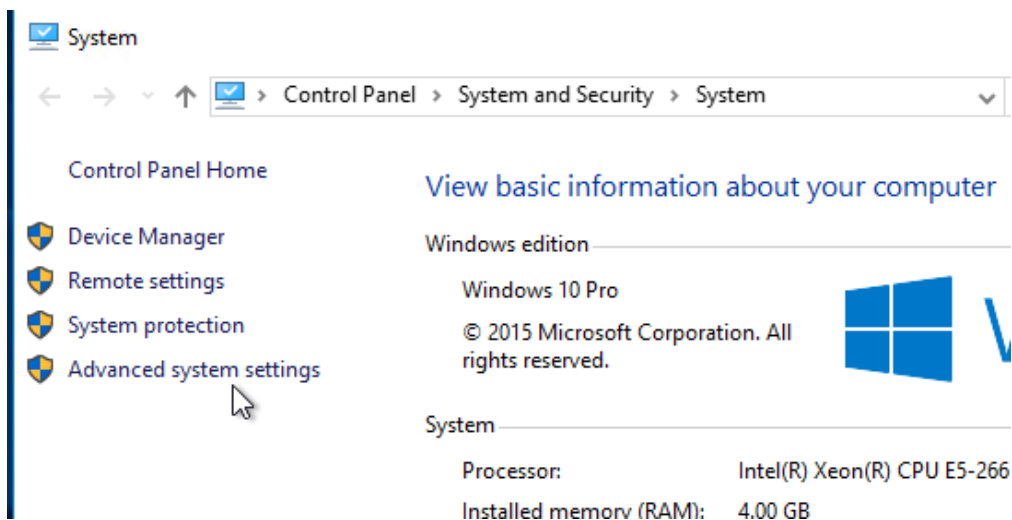 System
Control Panel > System and Security > System
Control Panel Home
View basic information about your computer
Device Manager
Windows edition
Remote settings
Windows 10 Pro
System protection
© 2015 Microsoft Corporation. All
rights reserved.
Advanced system settings
System
Processor: Intel(R) Xeon(R) CPU E5-266
Installed memory (RAM): 4.00 GB